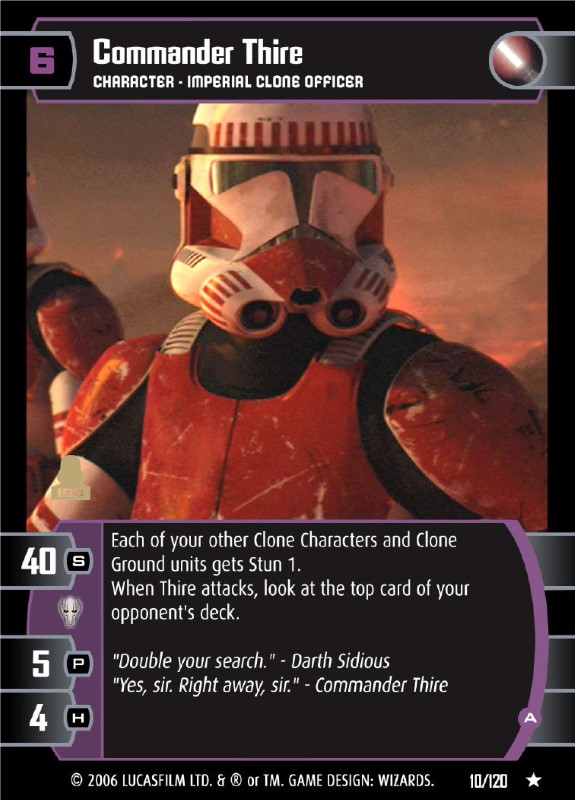 6
Commander Thire
CHARACTER - IMPERIAL CLONE OFFICER
IDC
40 S
5 P
4 H
Each of your other Clone Characters and Clone
Ground units gets Stun 1.
When Thire attacks, look at the top card of your
opponent's deck.
"Double your search." - Darth Sidious
"Yes, sir. Right away, sir." - Commander Thire
A
© 2006 LUCASFILM LTD. & ® or TM. GAME DESIGN: WIZARDS. 10/120